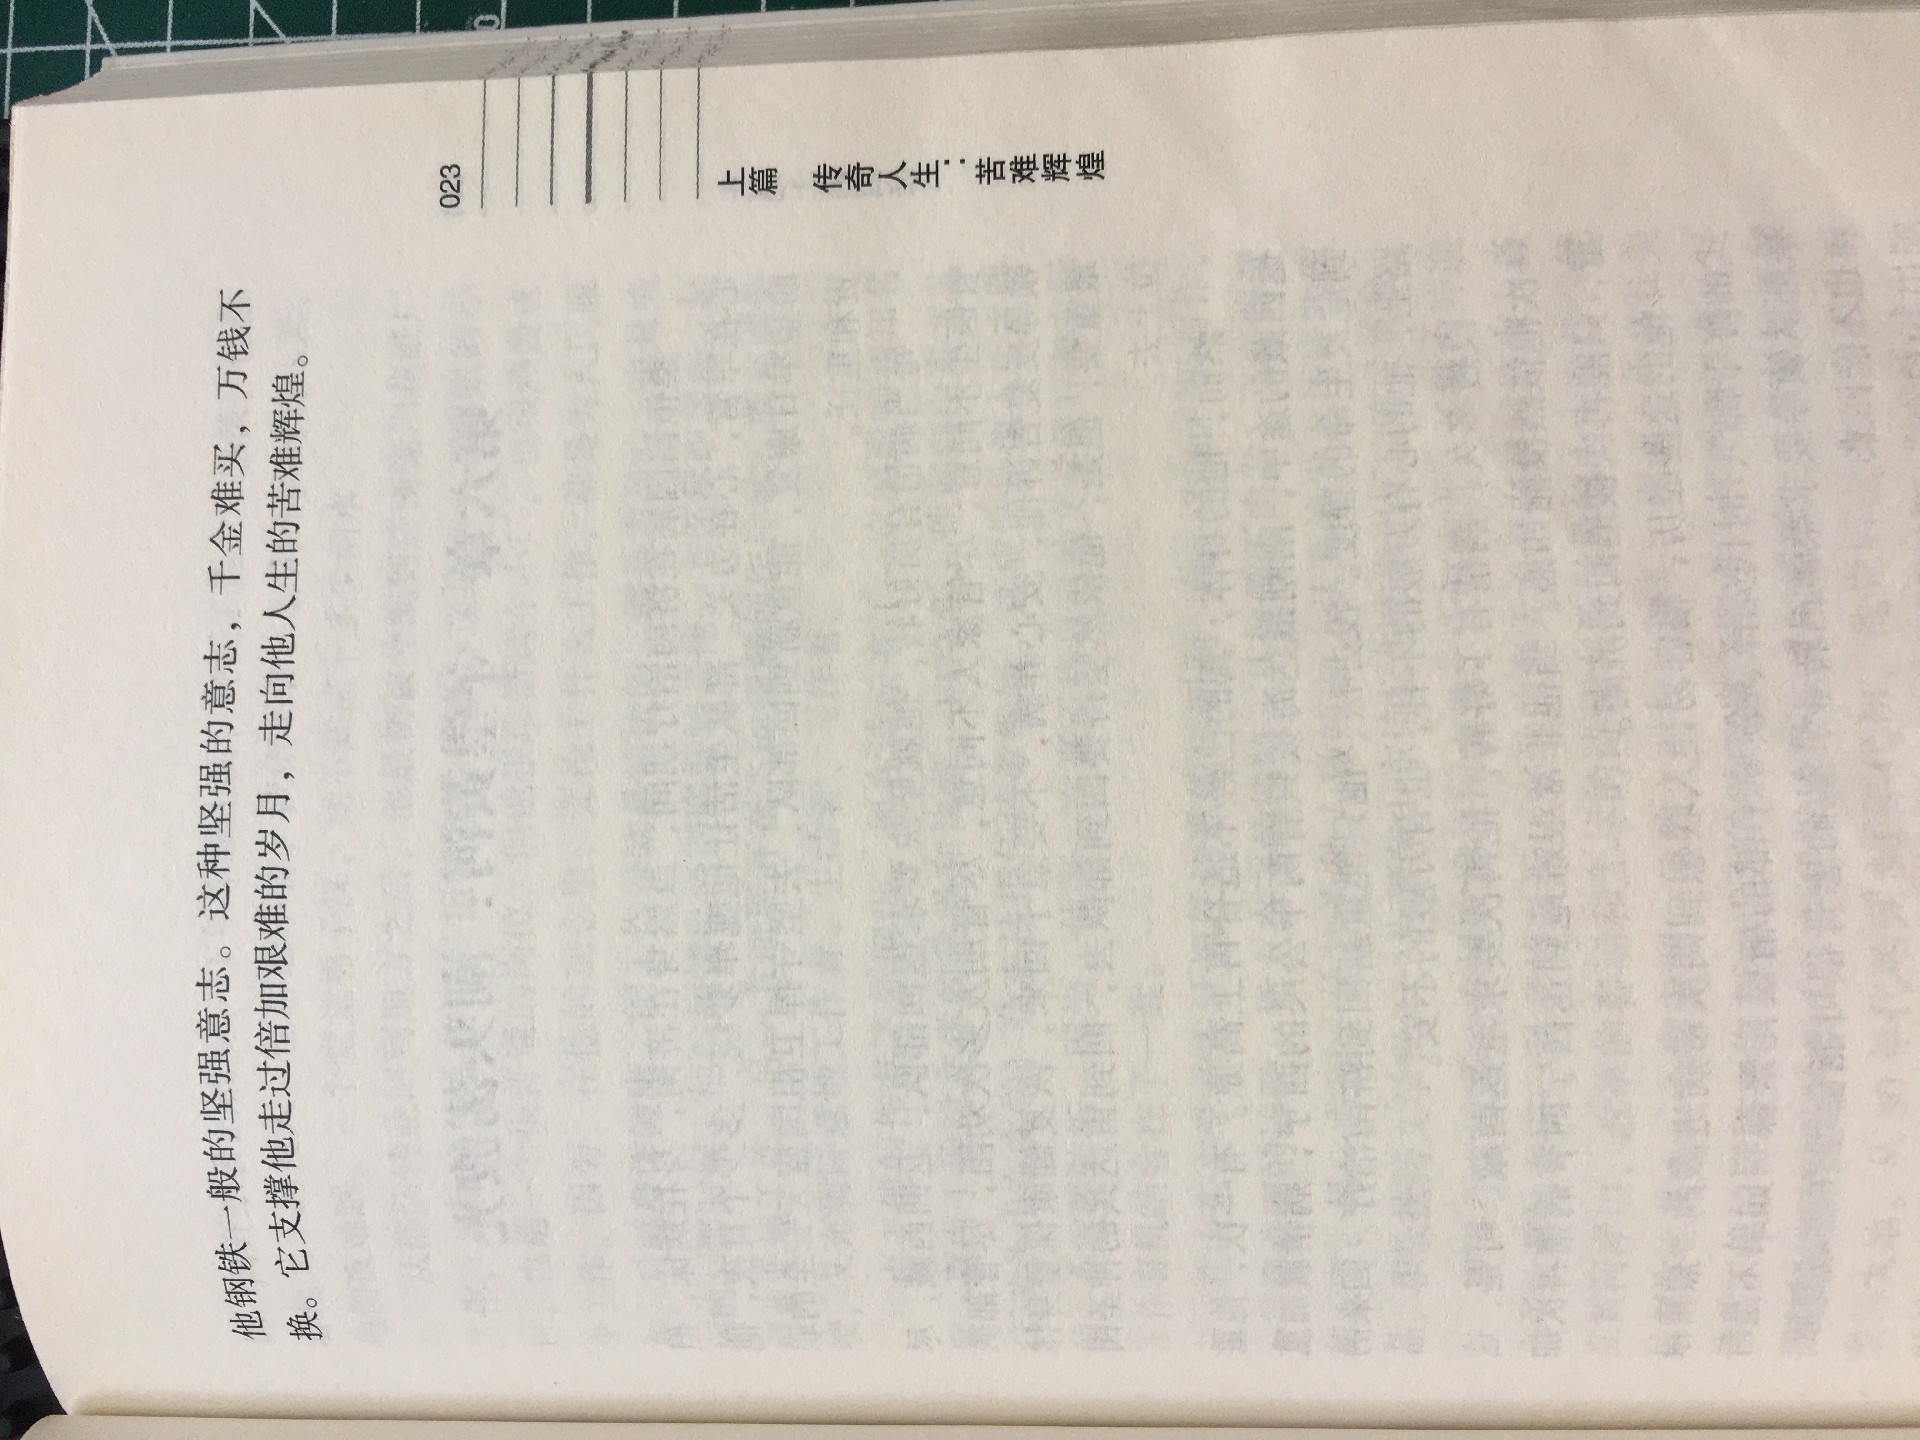 他钢铁一般的坚强意志。这种坚强的意志，千金难买，万钱不
换。它支撑他走过倍加艰难的岁月，走向他人生的苦难辉煌。
023
上篇 传奇人生：苦难辉煌